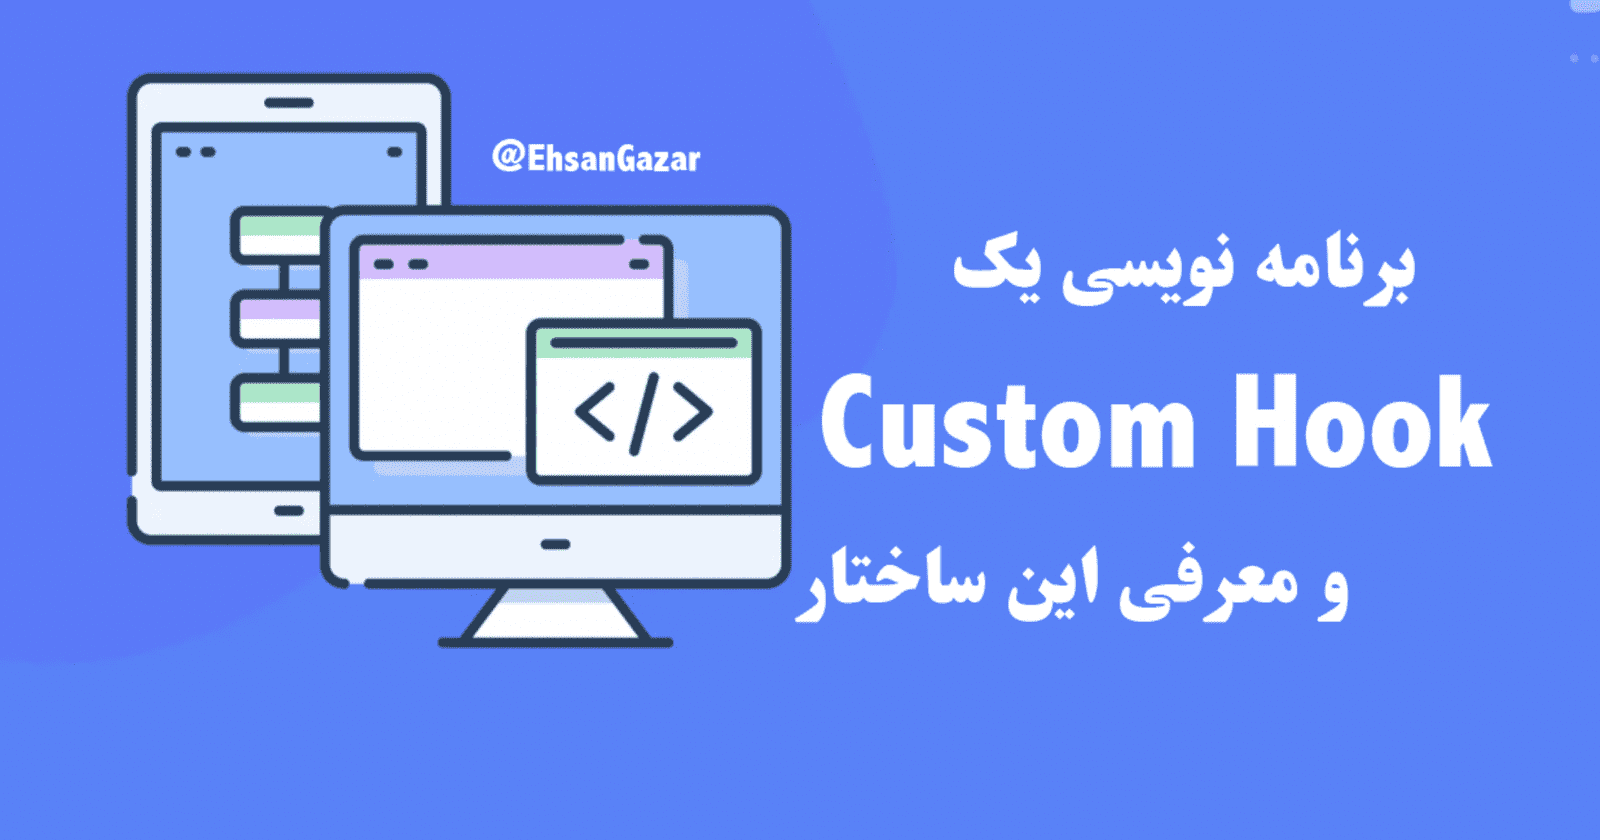 @EhsanGazar
برنامه نویسی یک
Custom Hook
و معرفی این ساختار
</>